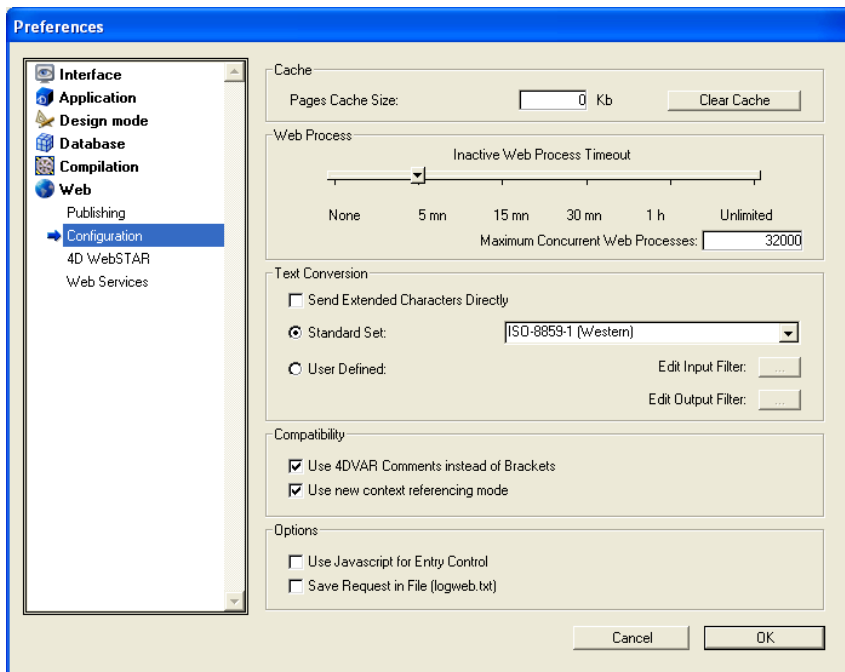 Preferences
Interface
Application
Design mode
Database
Compilation
Web
Publishing
Configuration
4D WebSTAR
Web Services
Cache
Pages Cache Size: 0 Kb Clear Cache
Web Process
Inactive Web Process Timeout
None 5 mn 15 mn 30 mn 1 h Unlimited
Maximum Concurrent Web Processes: 32000
Text Conversion
Send Extended Characters Directly
Standard Set: ISO-8859-1 (Western)
User Defined: Edit Input Filter: ...
Edit Output Filter: ...
Compatibility
Use 4DVAR Comments instead of Brackets
Use new context referencing mode
Options
Use Javascript for Entry Control
Save Request in File (logweb.txt)
Cancel OK